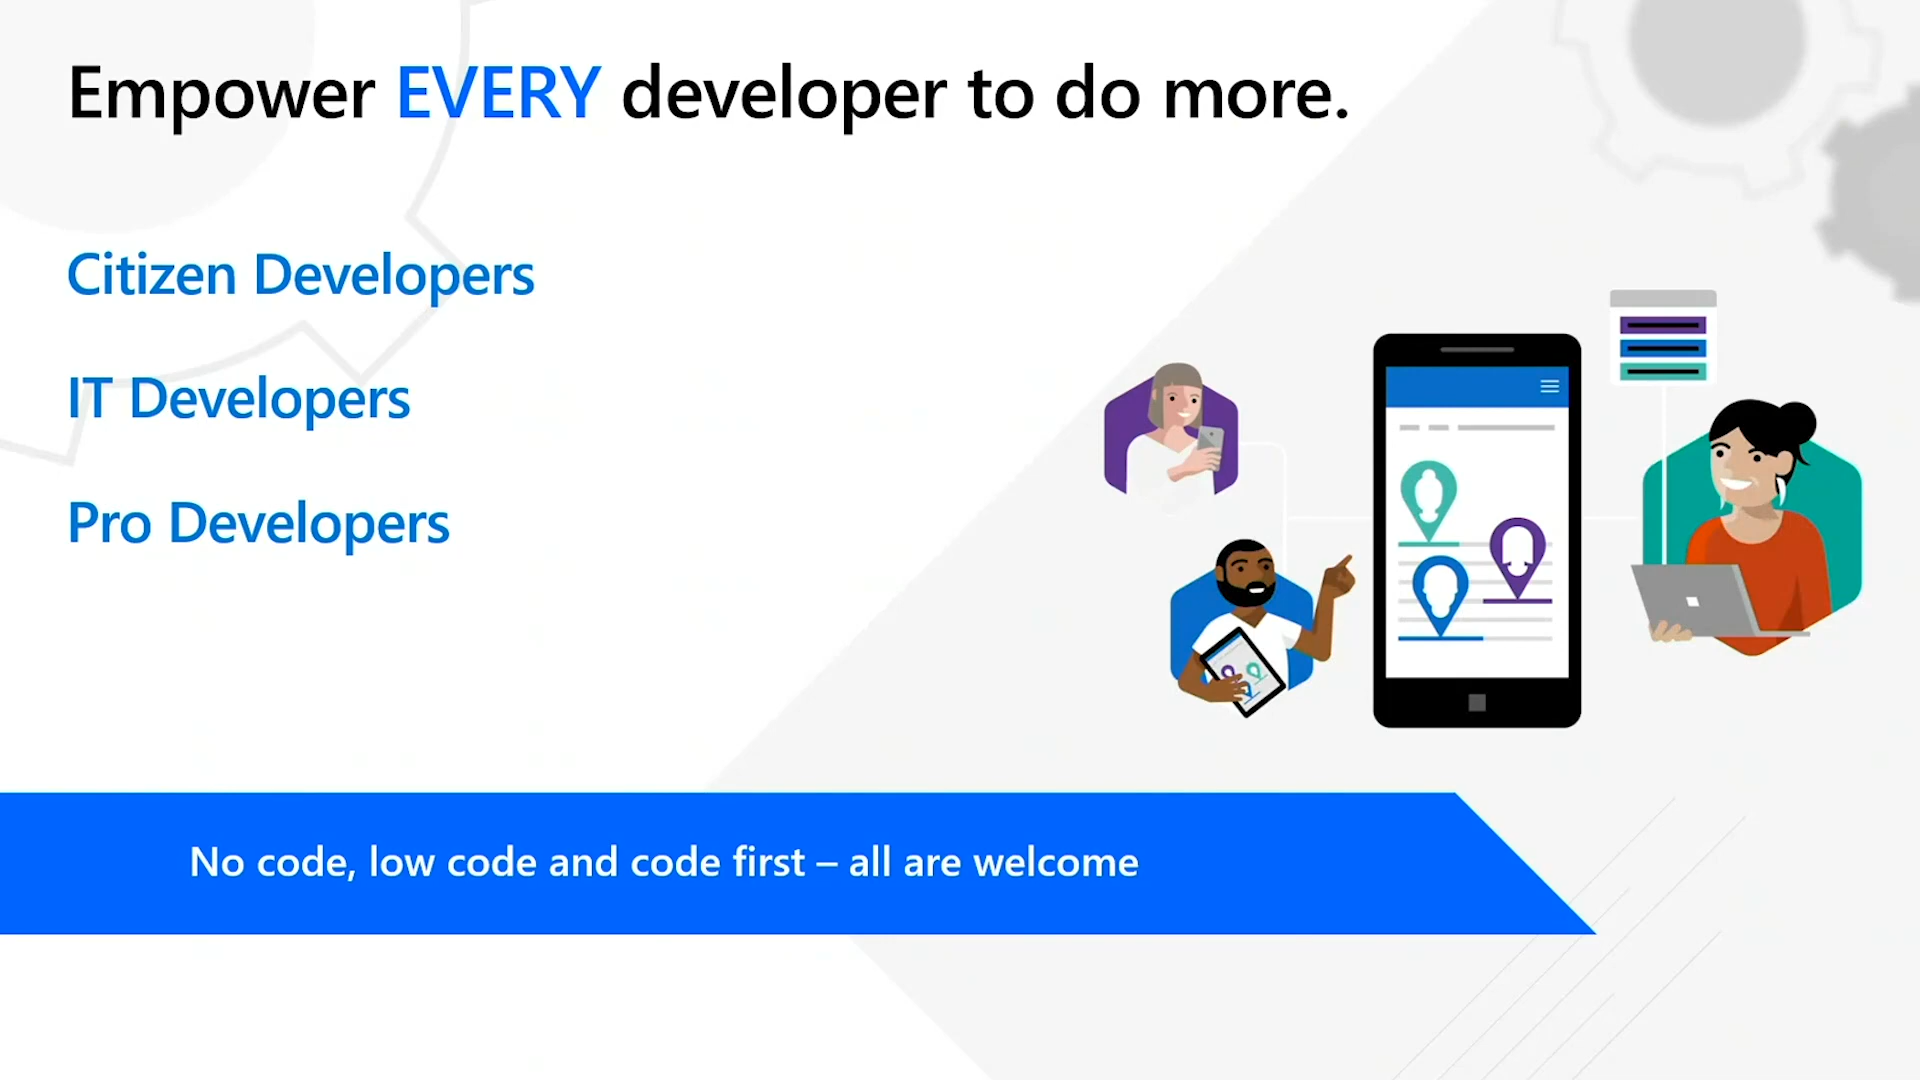 Empower EVERY developer to do more.
Citizen Developers
IT Developers
Pro Developers
No code, low code and code first – all are welcome